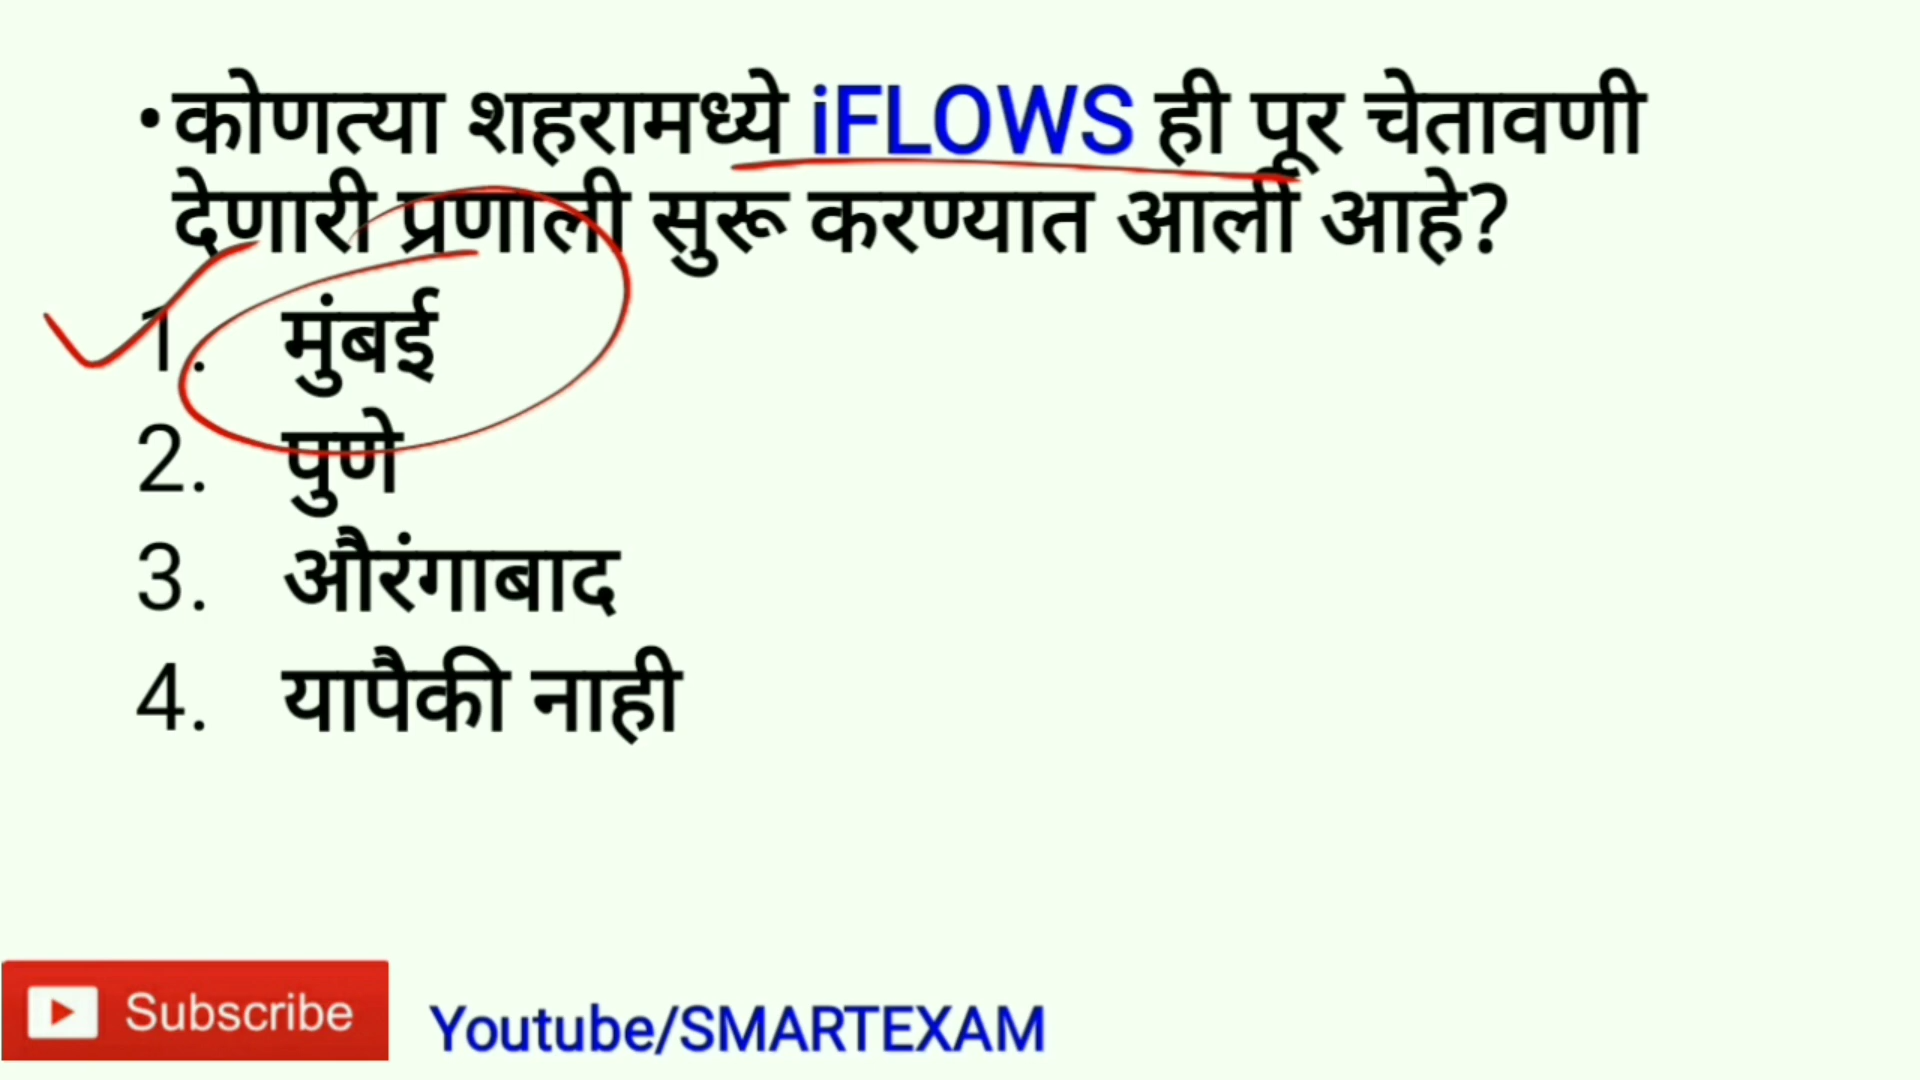 •कोणत्या शहरामध्ये iFLOWS ही पूर चेतावणी
देणारी प्रणाली सुरू करण्यात आली आहे?
1. मुंबई
2. पुणे
3. औरंगाबाद
4. यापैकी नाही
Subscribe
Youtube/SMARTEXAM